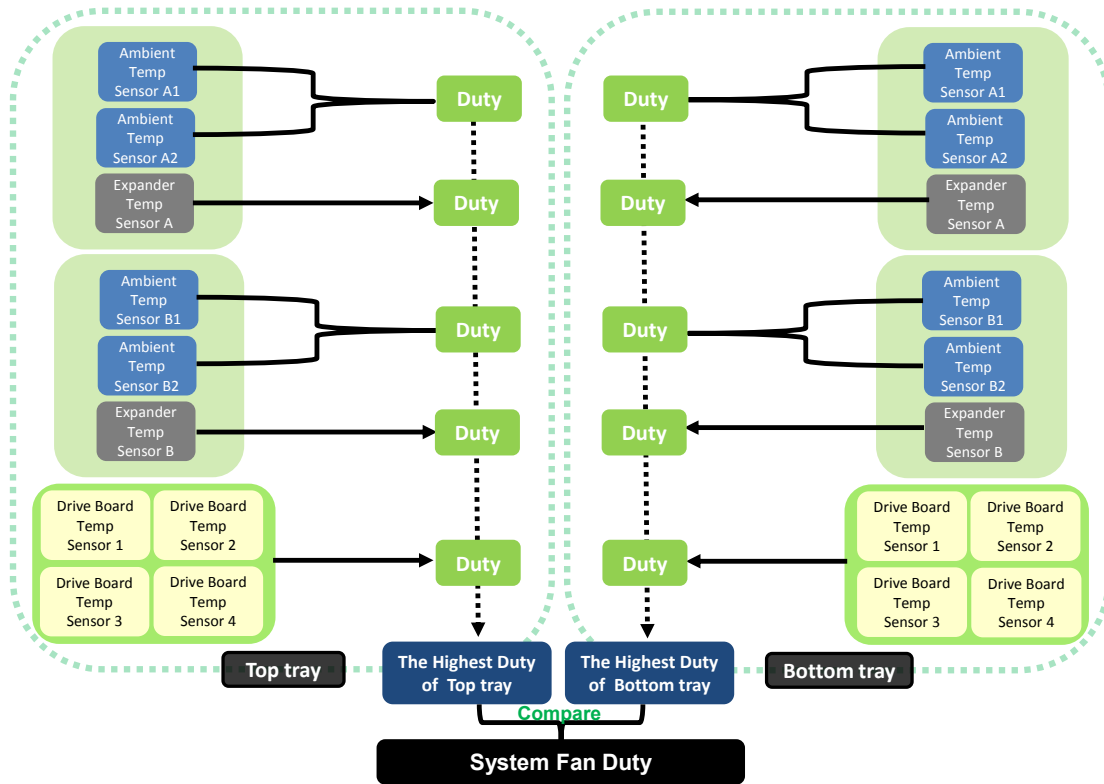 Ambient
Temp
Sensor A1
Ambient
Temp
Sensor A2
Expander
Temp
Sensor A
Duty
Duty
Ambient
Temp
Sensor B1
Ambient
Temp
Sensor B2
Expander
Temp
Sensor B
Duty
Duty
Drive Board
Temp
Sensor 1
Drive Board
Temp
Sensor 2
Drive Board
Temp
Sensor 3
Drive Board
Temp
Sensor 4
Duty
Top tray
The Highest Duty
of Top tray
Duty
Duty
Ambient
Temp
Sensor A1
Ambient
Temp
Sensor A2
Expander
Temp
Sensor A
Duty
Duty
Ambient
Temp
Sensor B1
Ambient
Temp
Sensor B2
Expander
Temp
Sensor B
Duty
Drive Board
Temp
Sensor 1
Drive Board
Temp
Sensor 2
Drive Board
Temp
Sensor 3
Drive Board
Temp
Sensor 4
The Highest Duty
of Bottom tray
Bottom tray
Compare
System Fan Duty